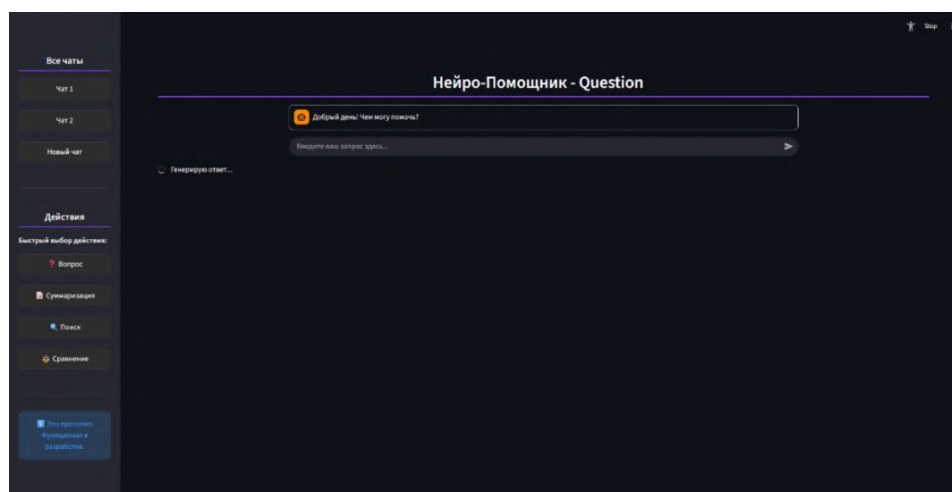 Stop
Все чаты
Чат 1
Чат 2
Новый чат
Действия
Быстрый выбор действия:
❓ Вопрос
Суммаризация
Поиск
Сравнение
Это прототип.
Функционал в
разработке.
Нейро-Помощник - Question
Добрый день! Чем могу помочь?
Введите ваш запрос здесь...
Генерирую ответ...